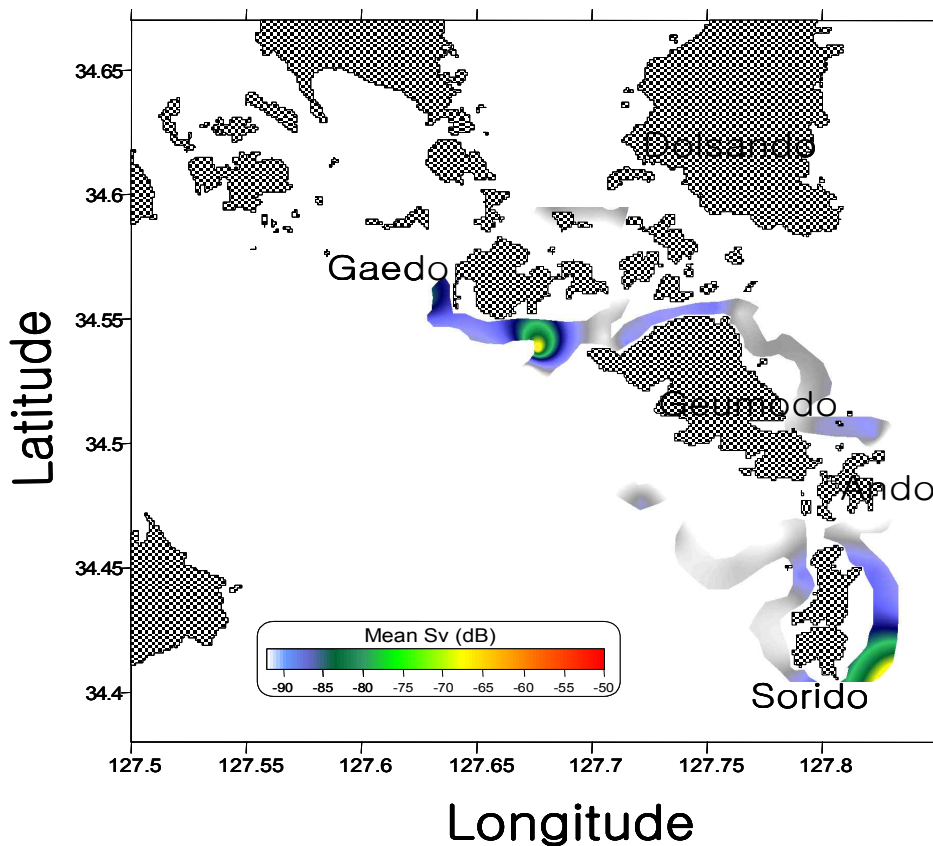 34.65
Dolsando
34.6
Gaedo
34.55
Geumodo
34.5
Ando
34.45
Mean Sv (dB)
-90 -85 -80 -75 -70 -65 -60 -55 -50
34.4
Sorido
127.5 127.55 127.6 127.65 127.7 127.75 127.8
Latitude
Longitude